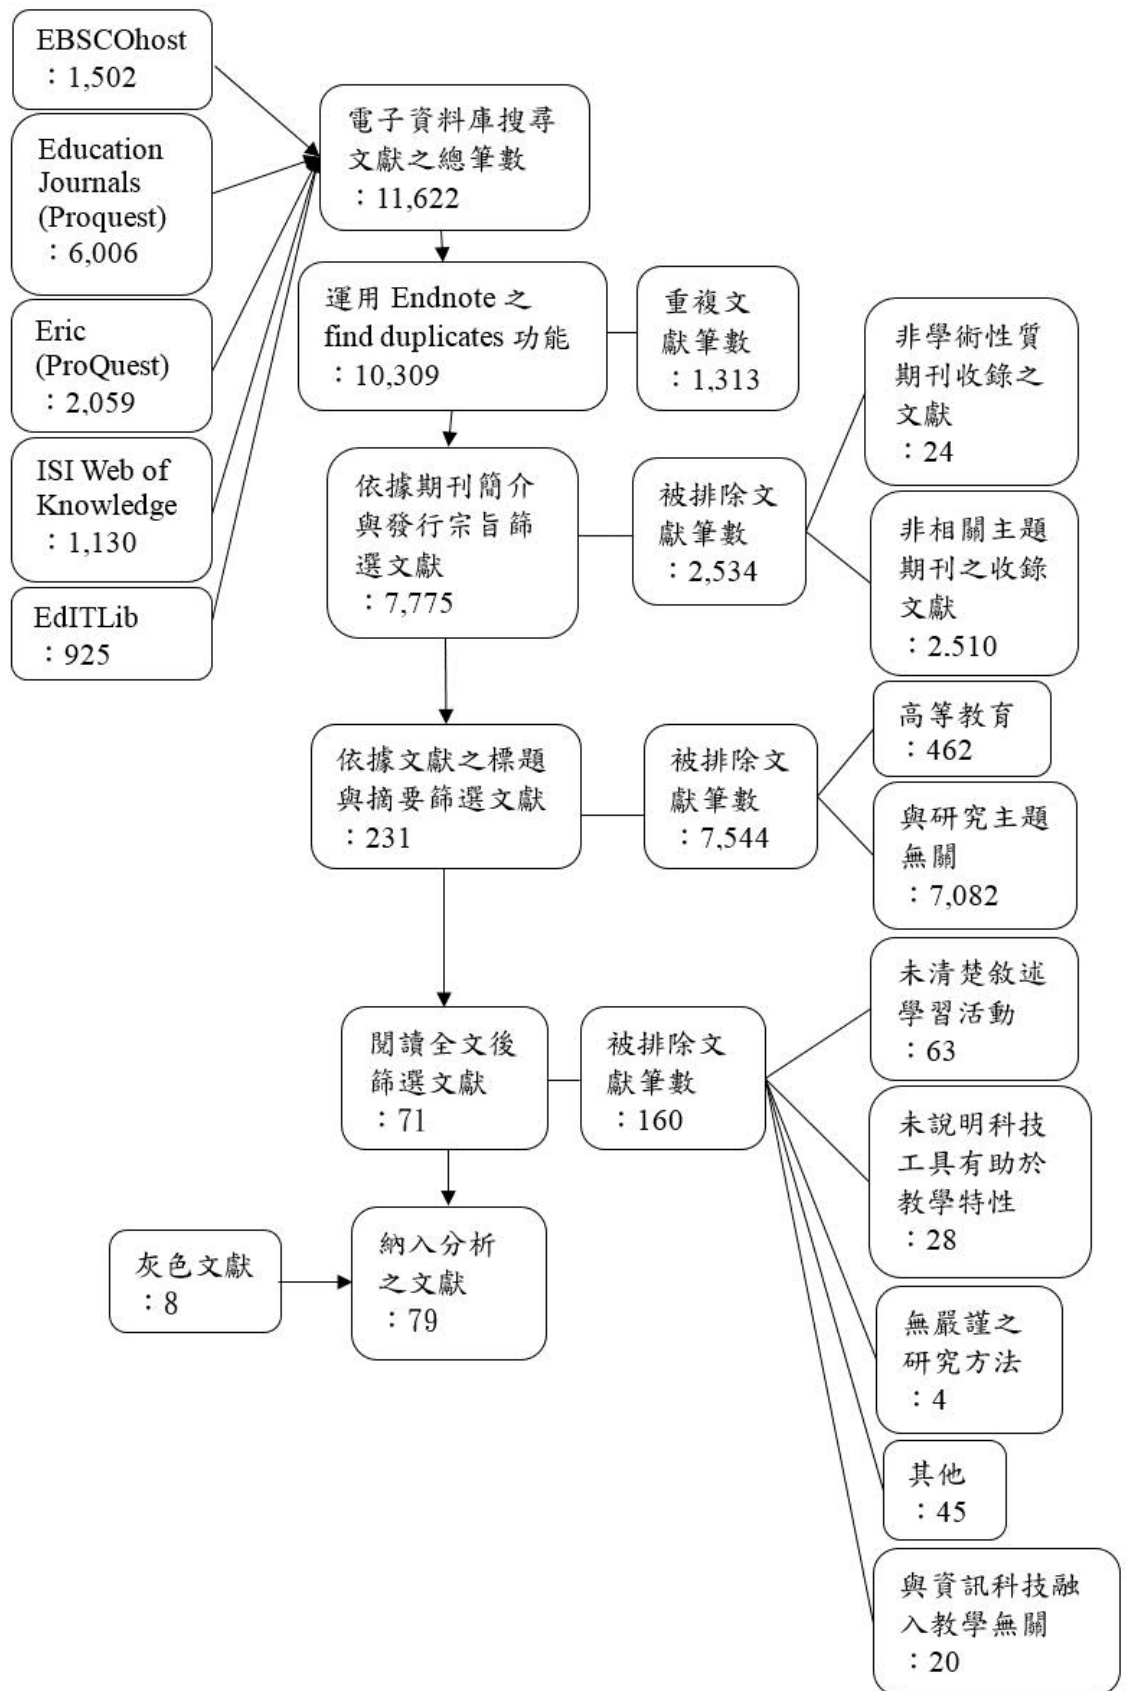 EBSCOhost
：1,502
Education
Journals
(Proquest)
：6,006
Eric
(ProQuest)
：2,059
ISI Web of
Knowledge
：1,130
EdITLib
：925
電子資料庫搜尋
文獻之總筆數
：11,622
運用 Endnote 之
find duplicates 功能
：10,309
重複文
獻筆數
：1,313
依據期刊簡介
與發行宗旨篩
選文獻
：7,775
被排除文
獻筆數
：2,534
非學術性質
期刊收錄之
文獻
：24
非相關主題
期刊之收錄
文獻
：2.510
依據文獻之標題
與摘要篩選文獻
：231
被排除文
獻筆數
：7,544
高等教育
：462
與研究主題
無關
：7,082
閱讀全文後
篩選文獻
：71
被排除文
獻筆數
：160
未清楚敘述
學習活動
：63
未說明科技
工具有助於
教學特性
：28
無嚴謹之
研究方法
：4
其他
：45
與資訊科技融
入教學無關
：20
灰色文獻
：8
納入分析
之文獻
：79